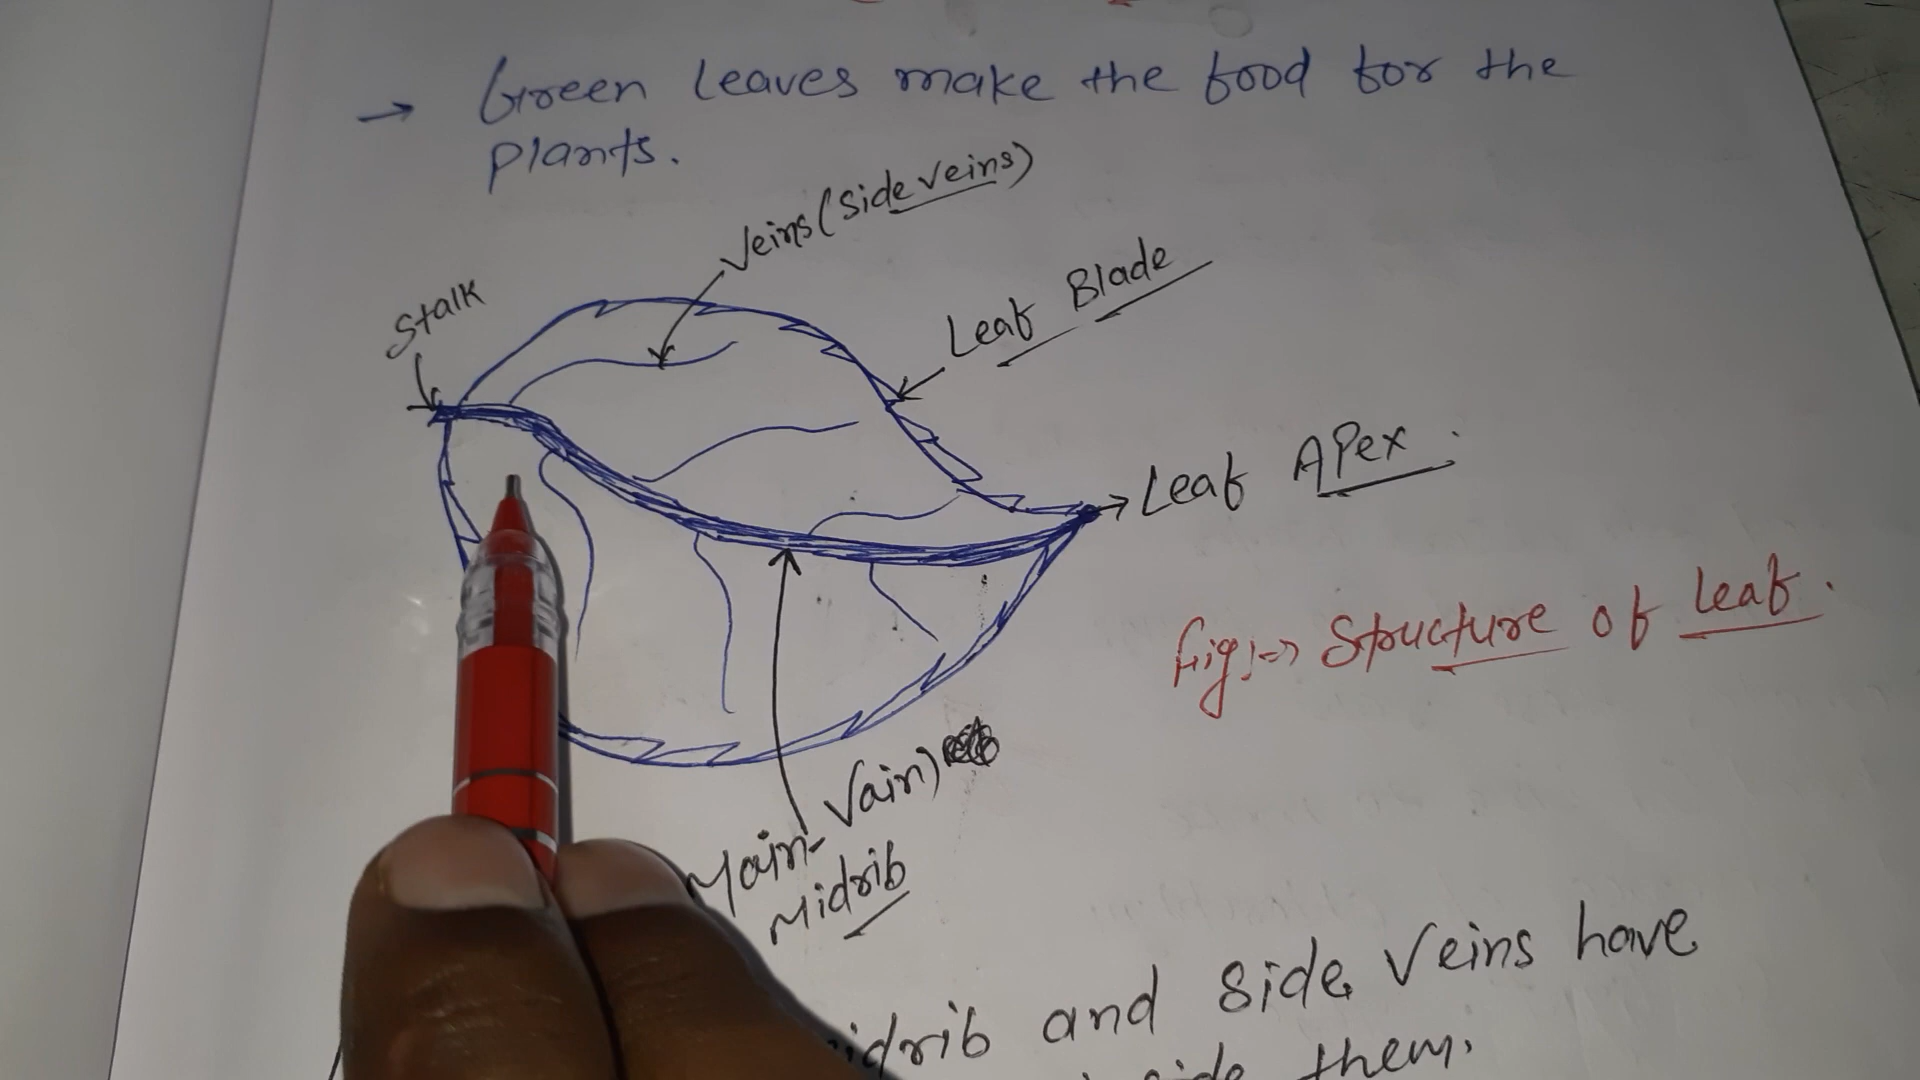 → Green leaves make the food for the
plants.
Veins (Side veins)
Stalk
Leaf Blade
Leaf Apex.
Fig:-> Structure of Leaf.
Main-Vain)
Midrib
and side veins have
them.